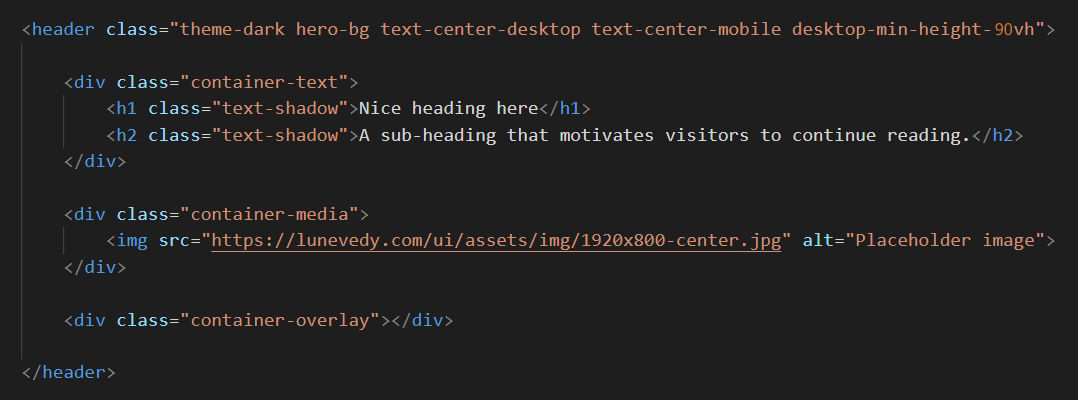 <header class="theme-dark hero-bg text-center-desktop text-center-mobile desktop-min-height-90vh">
<div class="container-text">
<h1 class="text-shadow">Nice heading here</h1>
<h2 class="text-shadow">A sub-heading that motivates visitors to continue reading.</h2>
</div>
<div class="container-media">
<img src="https://lunevedy.com/ui/assets/img/1920x800-center.jpg" alt="Placeholder image">
</div>
<div class="container-overlay"></div>
</header>